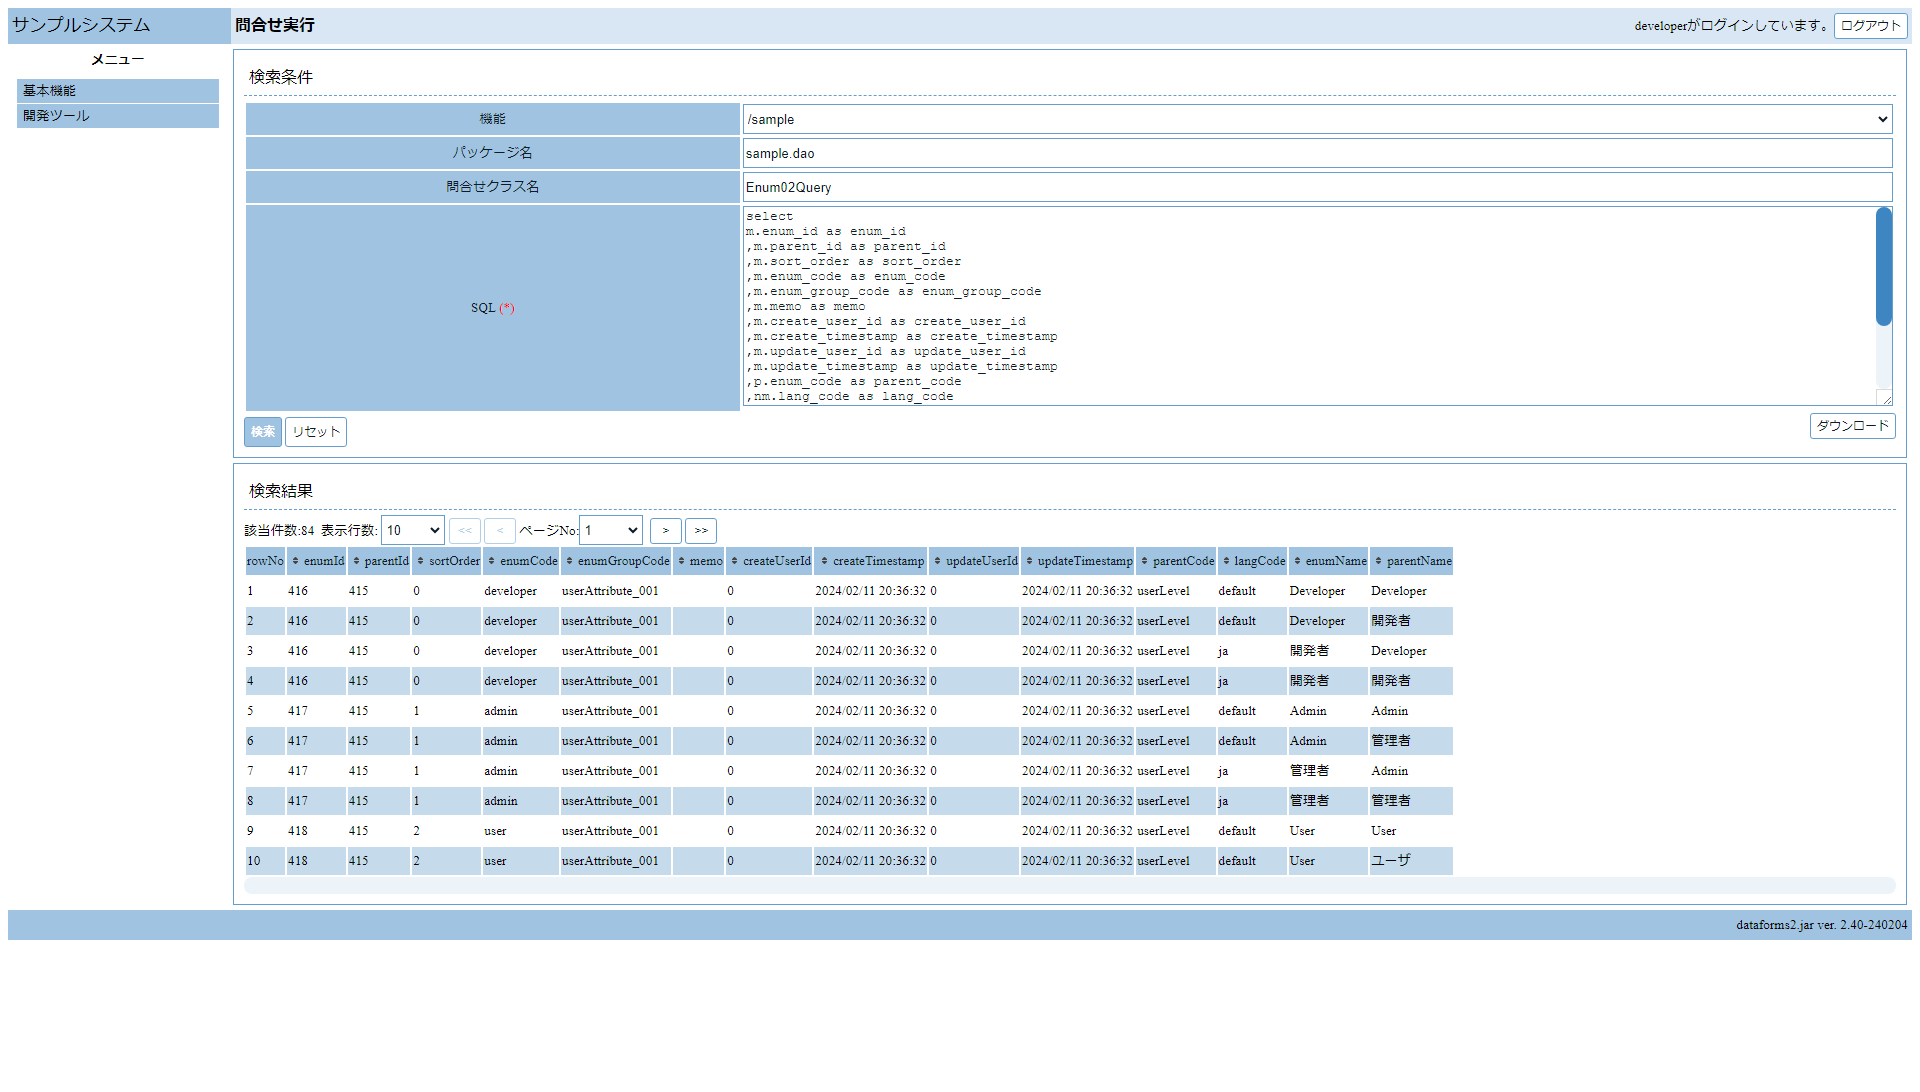 サンプルシステム
問合せ実行
developerがログインしています。 ログアウト
メニュー
基本機能
開発ツール
検索条件
機能 /sample
パッケージ名 sample.dao
問合せクラス名 Enum02Query
SQL (*)
select
m.enum_id as enum_id
,m.parent_id as parent_id
,m.sort_order as sort_order
,m.enum_code as enum_code
,m.enum_group_code as enum_group_code
,m.memo as memo
,m.create_user_id as create_user_id
,m.create_timestamp as create_timestamp
,m.update_user_id as update_user_id
,m.update_timestamp as update_timestamp
,p.enum_code as parent_code
,nm.lang_code as lang_code
検索 リセット ダウンロード
検索結果
該当件数:84 表示行数: 10 << < ページNo: 1 > >>
rowNo enumId parentId sortOrder enumCode enumGroupCode memo createUserId createTimestamp updateUserId updateTimestamp parentCode langCode enumName parentName
1 416 415 0 developer userAttribute_001 0 2024/02/11 20:36:32 0 2024/02/11 20:36:32 userLevel default Developer Developer
2 416 415 0 developer userAttribute_001 0 2024/02/11 20:36:32 0 2024/02/11 20:36:32 userLevel default Developer 開発者
3 416 415 0 developer userAttribute_001 0 2024/02/11 20:36:32 0 2024/02/11 20:36:32 userLevel ja 開発者 Developer
4 416 415 0 developer userAttribute_001 0 2024/02/11 20:36:32 0 2024/02/11 20:36:32 userLevel ja 開発者 開発者
5 417 415 1 admin userAttribute_001 0 2024/02/11 20:36:32 0 2024/02/11 20:36:32 userLevel default Admin Admin
6 417 415 1 admin userAttribute_001 0 2024/02/11 20:36:32 0 2024/02/11 20:36:32 userLevel default Admin 管理者
7 417 415 1 admin userAttribute_001 0 2024/02/11 20:36:32 0 2024/02/11 20:36:32 userLevel ja 管理者 Admin
8 417 415 1 admin userAttribute_001 0 2024/02/11 20:36:32 0 2024/02/11 20:36:32 userLevel ja 管理者 管理者
9 418 415 2 user userAttribute_001 0 2024/02/11 20:36:32 0 2024/02/11 20:36:32 userLevel default User User
10 418 415 2 user userAttribute_001 0 2024/02/11 20:36:32 0 2024/02/11 20:36:32 userLevel default User ユーザ
dataforms2.jar ver. 2.40-240204